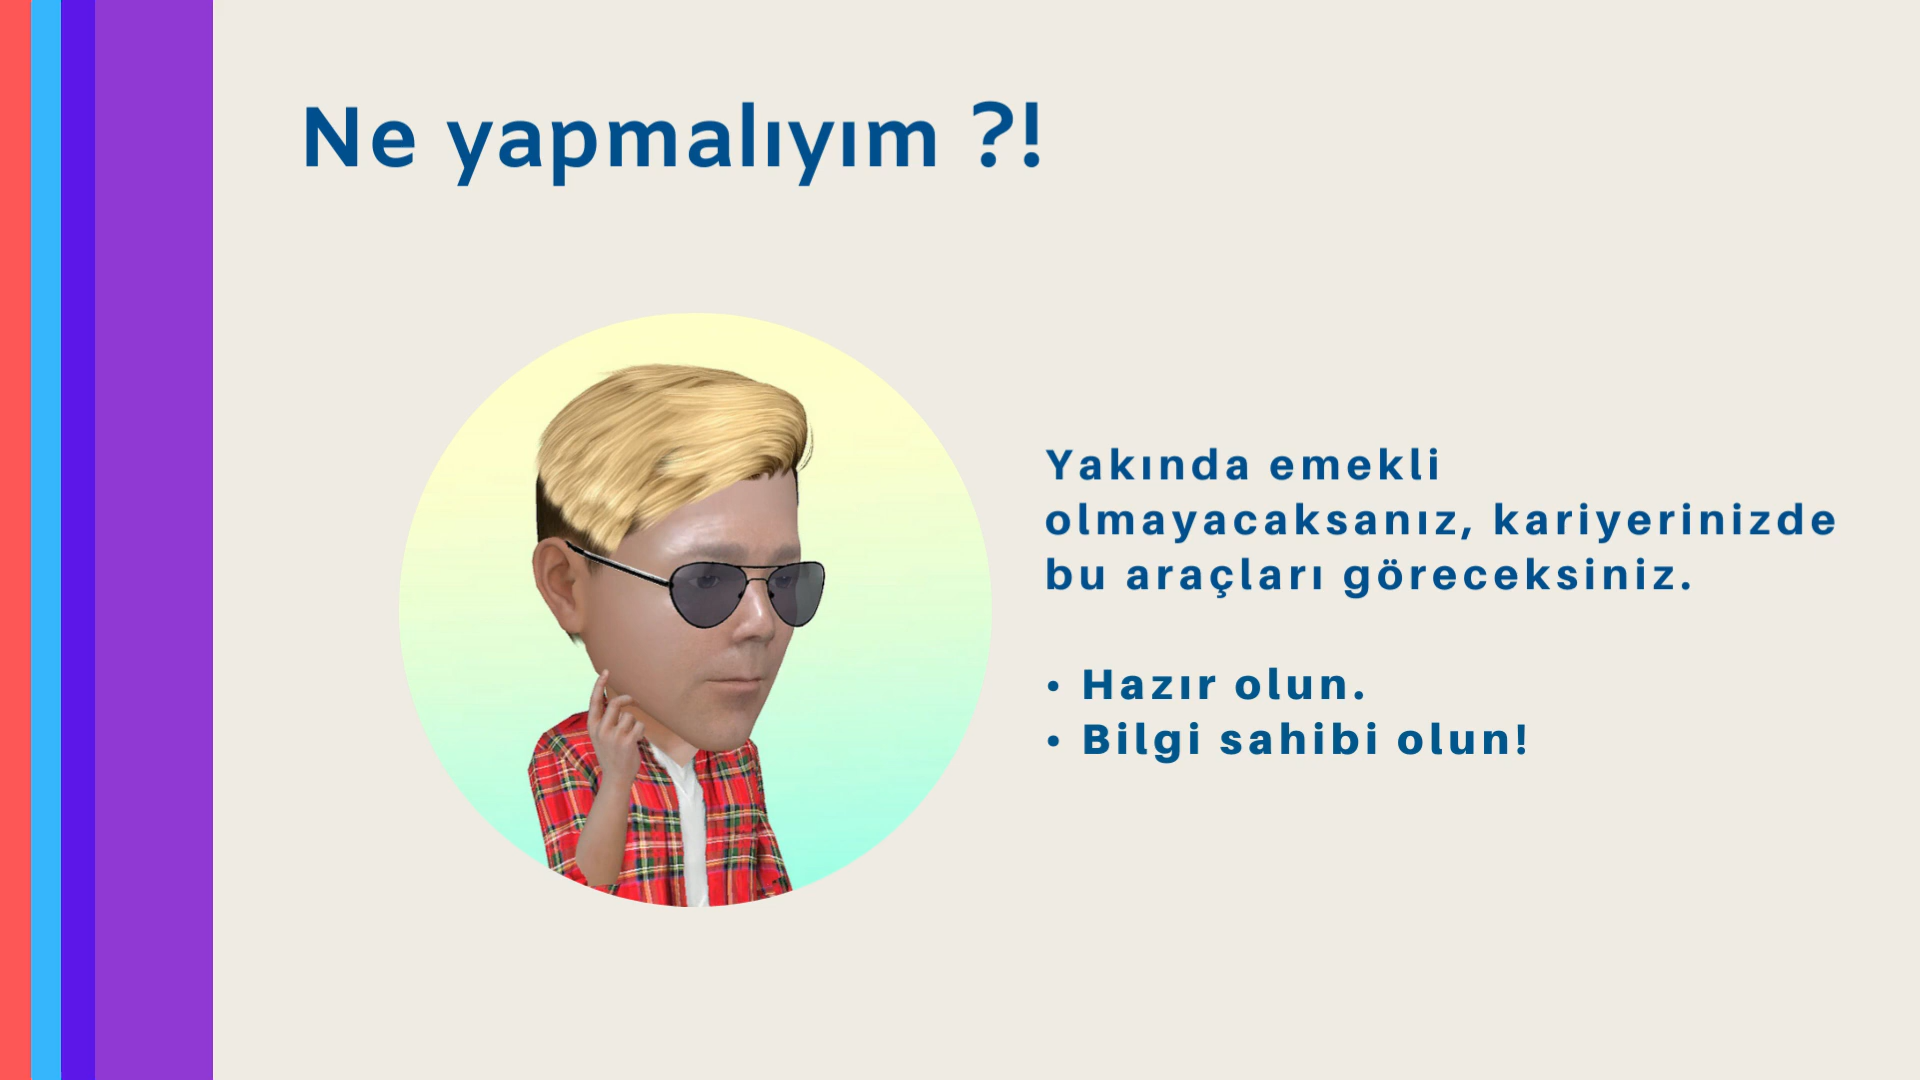 Ne yapmalıyım ?!
Yakında emekli
olmayacaksanız, kariyerinizde
bu araçları göreceksiniz.
• Hazır olun.
• Bilgi sahibi olun!